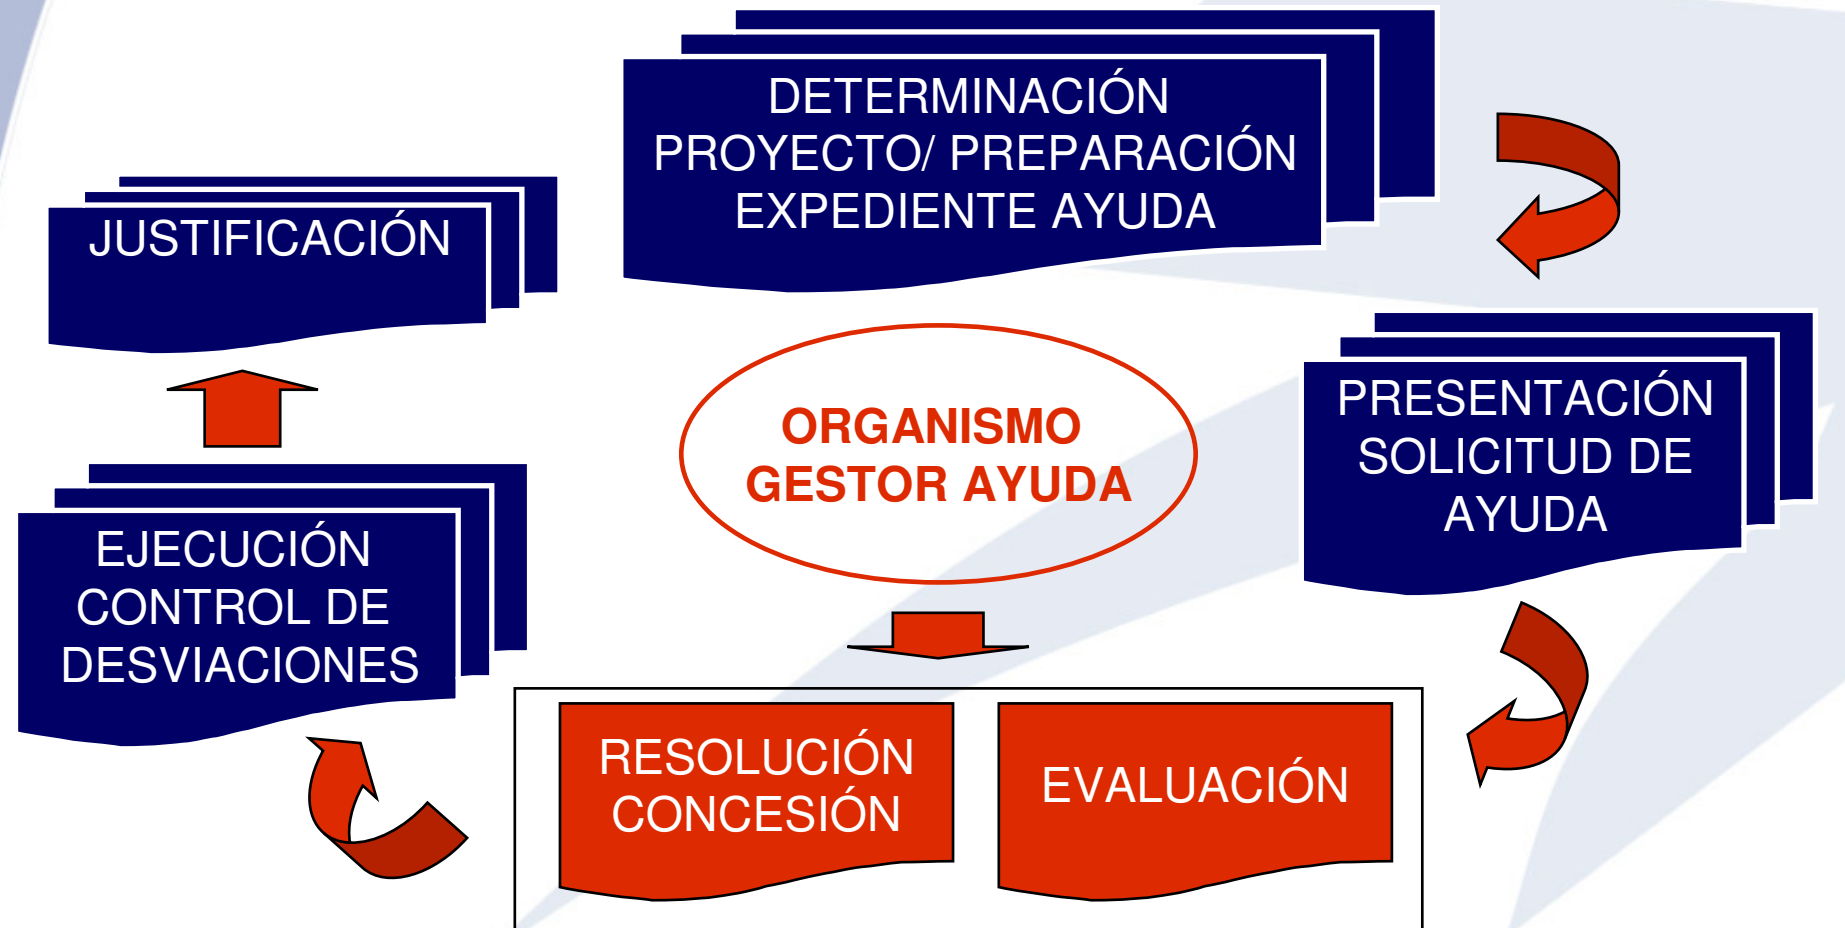 DETERMINACIÓN
PROYECTO/ PREPARACIÓN
EXPEDIENTE AYUDA
JUSTIFICACIÓN
PRESENTACIÓN
SOLICITUD DE
AYUDA
ORGANISMO
GESTOR AYUDA
EJECUCIÓN
CONTROL DE
DESVIACIONES
RESOLUCIÓN
CONCESIÓN
EVALUACIÓN